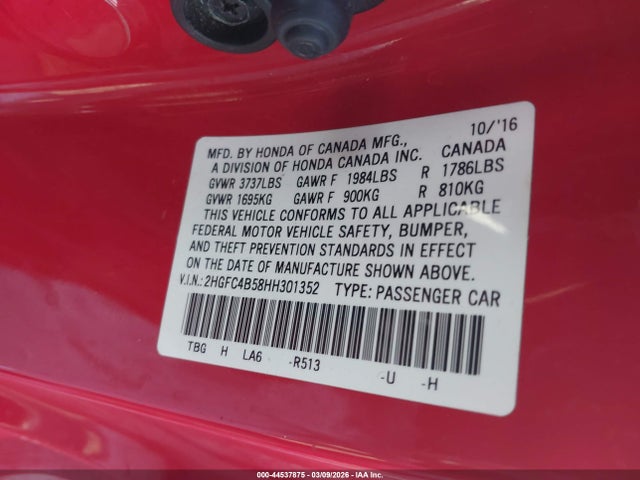 10/'16
MFD. BY HONDA OF CANADA MFG., CANADA
A DIVISION OF HONDA CANADA INC.
GVWR 3737LBS GAWR F 1984LBS R 1786LBS
GVWR 1695KG GAWR F 900KG R 810KG
THIS VEHICLE CONFORMS TO ALL APPLICABLE
FEDERAL MOTOR VEHICLE SAFETY, BUMPER,
AND THEFT PREVENTION STANDARDS IN EFFECT
ON THE DATE OF MANUFACTURE SHOWN ABOVE.
V.I.N.: 2HGFC4B58HH301352 TYPE: PASSENGER CAR
TBG H LA6 -R513 -U -H
000-44537875 | 03/09/2026 | IAA Inc.